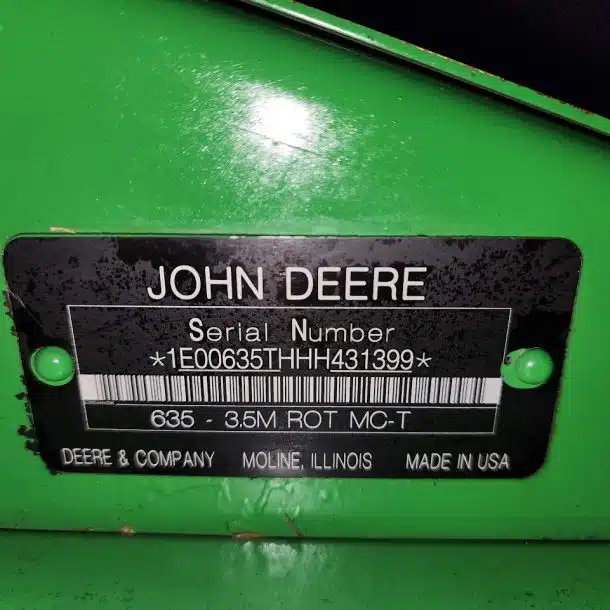 JOHN DEERE
Serial Number
*1E00635THHH431399*
635 - 3.5M ROT MC-T
DEERE & COMPANY MOLINE, ILLINOIS MADE IN USA